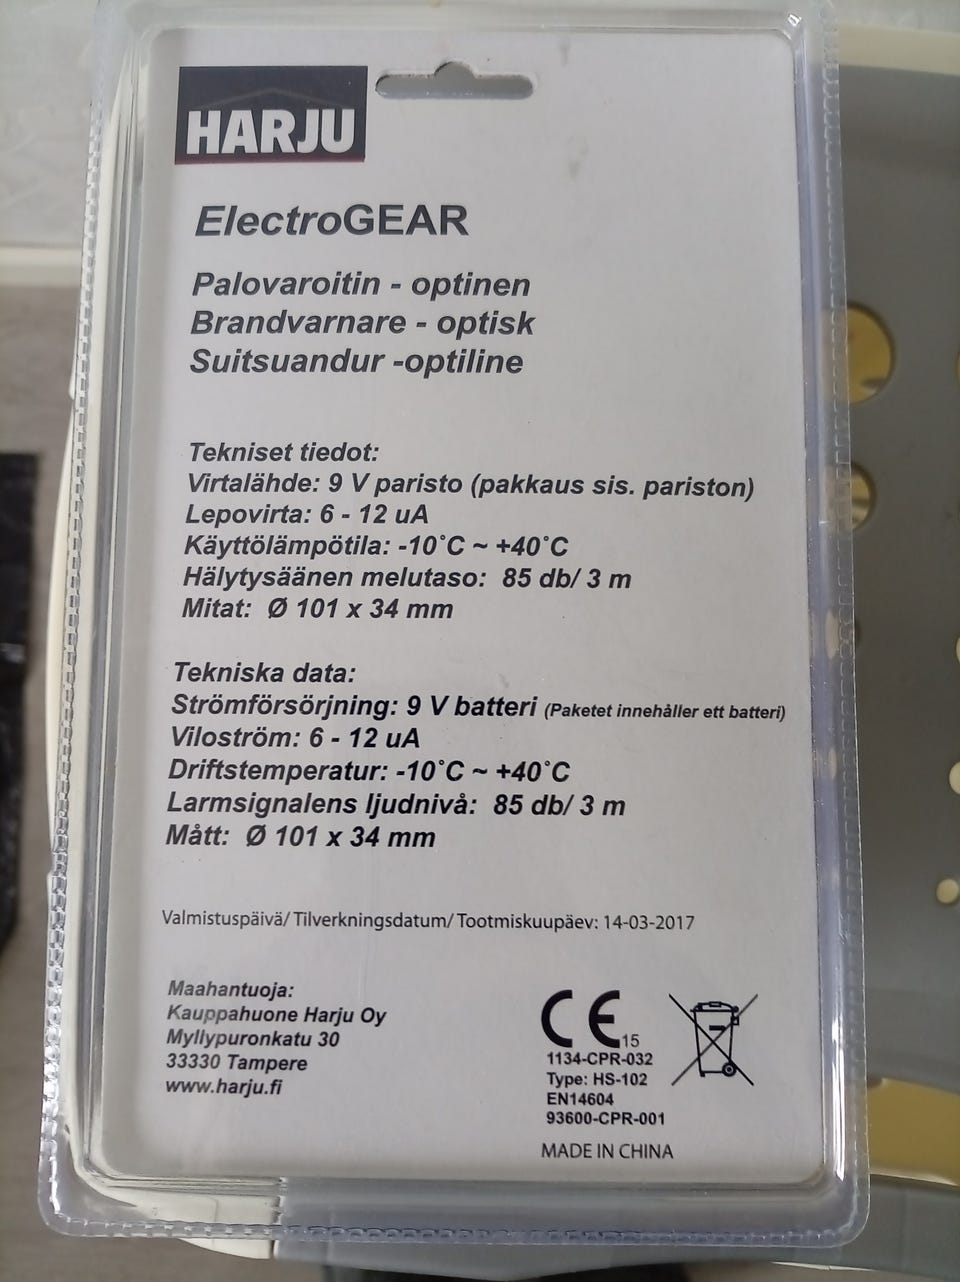 HARJU
ElectroGEAR
Palovaroitin - optinen
Brandvarnare - optisk
Suitsuandur -optiline
Tekniset tiedot:
Virtalähde: 9 V paristo (pakkaus sis. pariston)
Lepovirta: 6 - 12 uA
Käyttölämpötila: -10˚C ~ +40˚C
Hälytysäänen melutaso: 85 db/ 3 m
Mitat: Ø 101 x 34 mm
Tekniska data:
Strömförsörjning: 9 V batteri (Paketet innehåller ett batteri)
Viloström: 6 - 12 uA
Driftstemperatur: -10˚C ~ +40˚C
Larmsignalens ljudnivå: 85 db/ 3 m
Mått: Ø 101 x 34 mm
Valmistuspäivä/ Tilverkningsdatum/ Tootmiskuupäev: 14-03-2017
Maahantuoja:
Kauppahuone Harju Oy
Myllypuronkatu 30
33330 Tampere
www.harju.fi
CE 15
1134-CPR-032
Type: HS-102
EN14604
93600-CPR-001
MADE IN CHINA